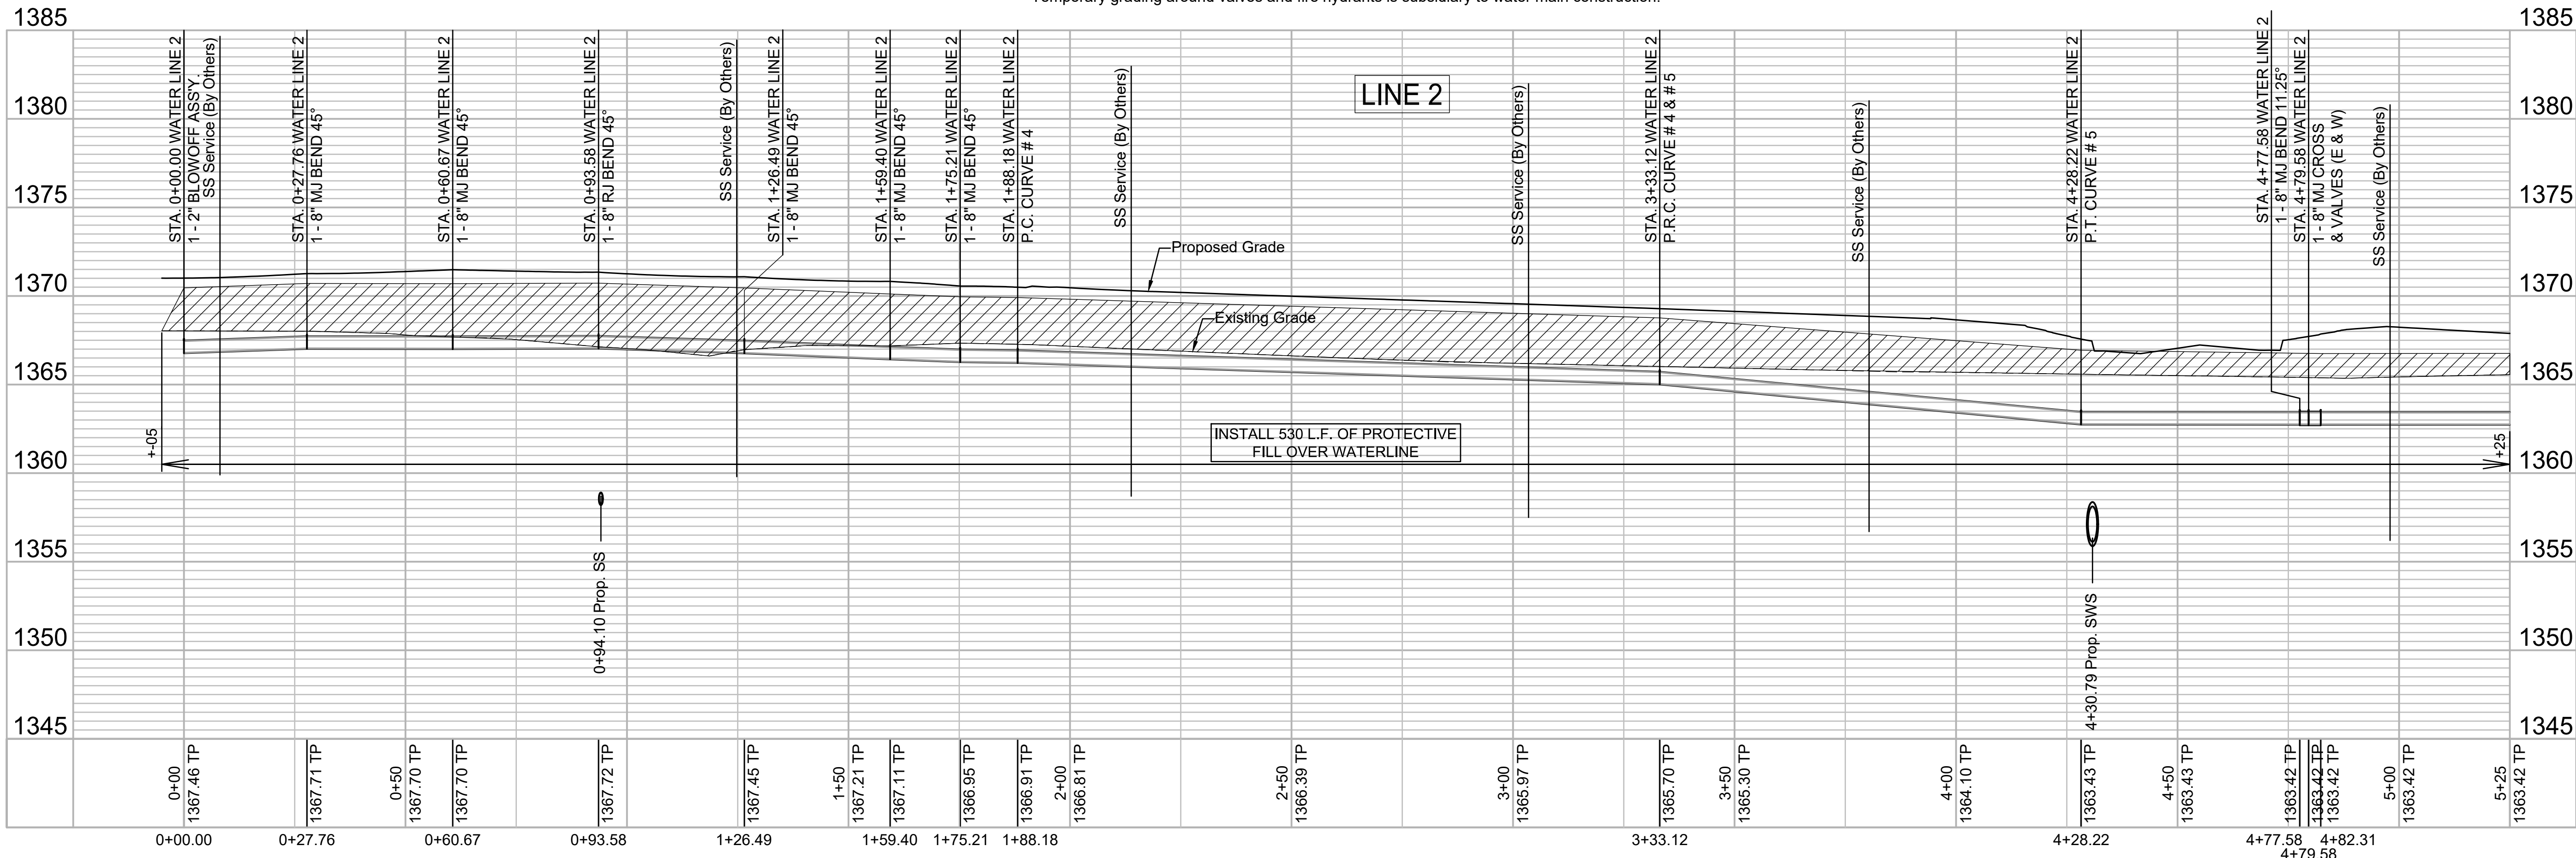 Temporary grading around valves and fire hydrants is subsidiary to water main construction.
1385
1385
1380
1380
1375
1375
1370
1370
1365
1365
1360
1360
1355
1355
1350
1350
1345
1345
STA. 0+00.00 WATER LINE 2
1 - 2" BLOWOFF ASS'Y.
SS Service (By Others)
STA. 0+27.76 WATER LINE 2
1 - 8" MJ BEND 45°
STA. 0+60.67 WATER LINE 2
1 - 8" MJ BEND 45°
STA. 0+93.58 WATER LINE 2
1 - 8" RJ BEND 45°
SS Service (By Others)
STA. 1+26.49 WATER LINE 2
1 - 8" MJ BEND 45°
STA. 1+59.40 WATER LINE 2
1 - 8" MJ BEND 45°
STA. 1+75.21 WATER LINE 2
1 - 8" MJ BEND 45°
STA. 1+88.18 WATER LINE 2
P.C. CURVE # 4
SS Service (By Others)
LINE 2
SS Service (By Others)
STA. 3+33.12 WATER LINE 2
P.R.C. CURVE # 4 & # 5
SS Service (By Others)
STA. 4+28.22 WATER LINE 2
P.T. CURVE # 5
STA. 4+77.58 WATER LINE 2
1 - 8" MJ BEND 11.25°
STA. 4+79.58 WATER LINE 2
1 - 8" MJ CROSS
& VALVES (E & W)
SS Service (By Others)
Proposed Grade
Existing Grade
+-05
INSTALL 530 L.F. OF PROTECTIVE
FILL OVER WATERLINE
+25
0+94.10 Prop. SS
4+30.79 Prop. SWS
0+00
1367.46 TP
1367.71 TP
0+50
1367.70 TP
1367.70 TP
1367.72 TP
1367.45 TP
1+50
1367.21 TP
1367.11 TP
1366.95 TP
1366.91 TP
2+00
1366.81 TP
2+50
1366.39 TP
3+00
1365.97 TP
1365.70 TP
3+50
1365.30 TP
4+00
1364.10 TP
1363.43 TP
4+50
1363.43 TP
1363.42 TP
1363.42 TP
1363.42 TP
5+00
1363.42 TP
5+25
1363.42 TP
0+00.00
0+27.76
0+60.67
0+93.58
1+26.49
1+59.40
1+75.21
1+88.18
3+33.12
4+28.22
4+77.58
4+82.31
4+79.58